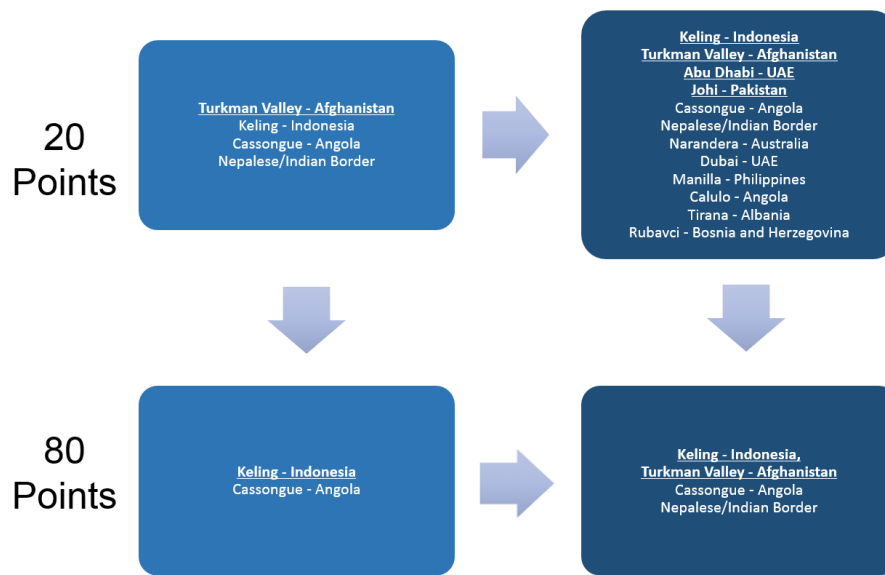 20
Points
Turkman Valley - Afghanistan
Keling - Indonesia
Cassongue - Angola
Nepalese/Indian Border
Keling - Indonesia
Turkman Valley - Afghanistan
Abu Dhabi - UAE
Johi - Pakistan
Cassongue - Angola
Nepalese/Indian Border
Narandera - Australia
Dubai - UAE
Manilla - Philippines
Calulo - Angola
Tirana - Albania
Rubavci - Bosnia and Herzegovina
80
Points
Keling - Indonesia
Cassongue - Angola
Keling - Indonesia,
Turkman Valley - Afghanistan
Cassongue - Angola
Nepalese/Indian Border